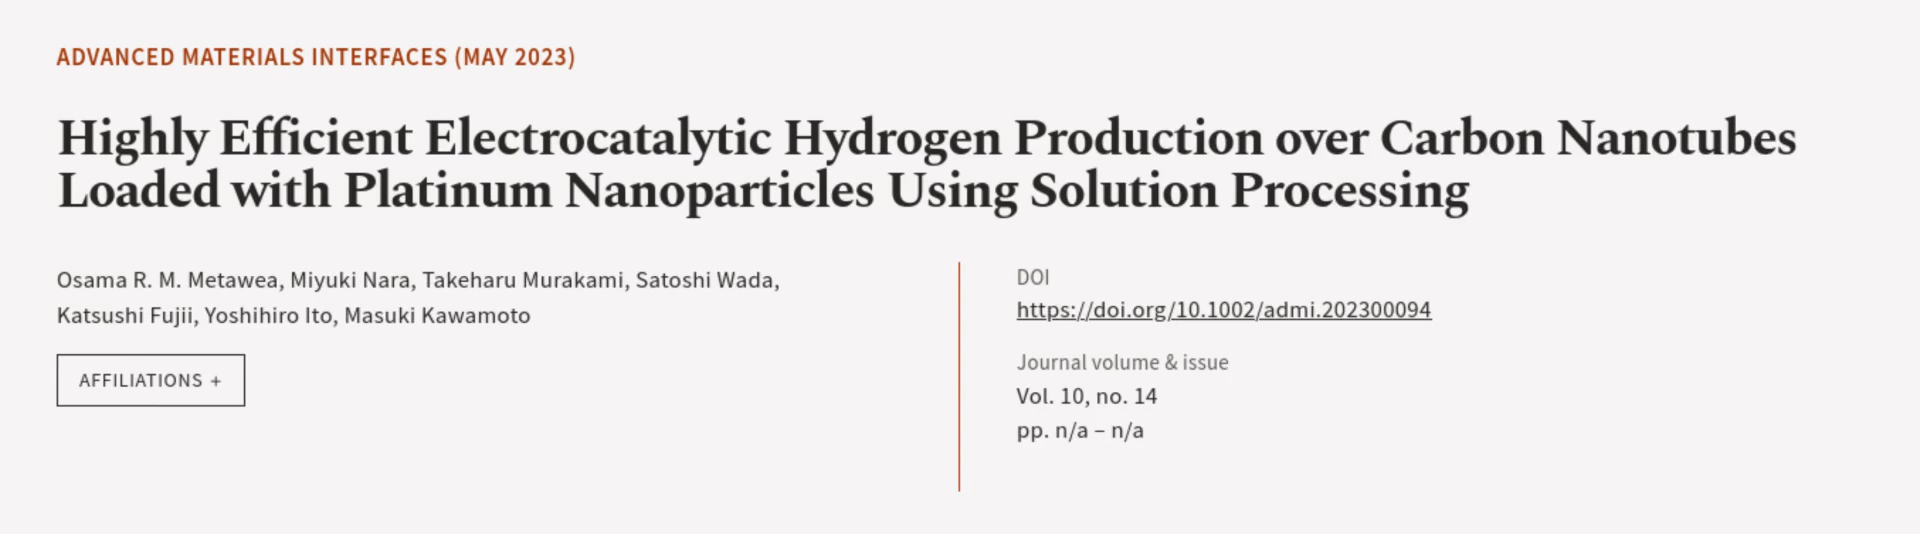 ADVANCED MATERIALS INTERFACES (MAY 2023)
Highly Efficient Electrocatalytic Hydrogen Production over Carbon Nanotubes
Loaded with Platinum Nanoparticles Using Solution Processing
Osama R. M. Metawea, Miyuki Nara, Takeharu Murakami, Satoshi Wada,
Katsushi Fujii, Yoshihiro Ito, Masuki Kawamoto
AFFILIATIONS +
DOI
https://doi.org/10.1002/admi.202300094
Journal volume & issue
Vol. 10, no. 14
pp. n/a – n/a